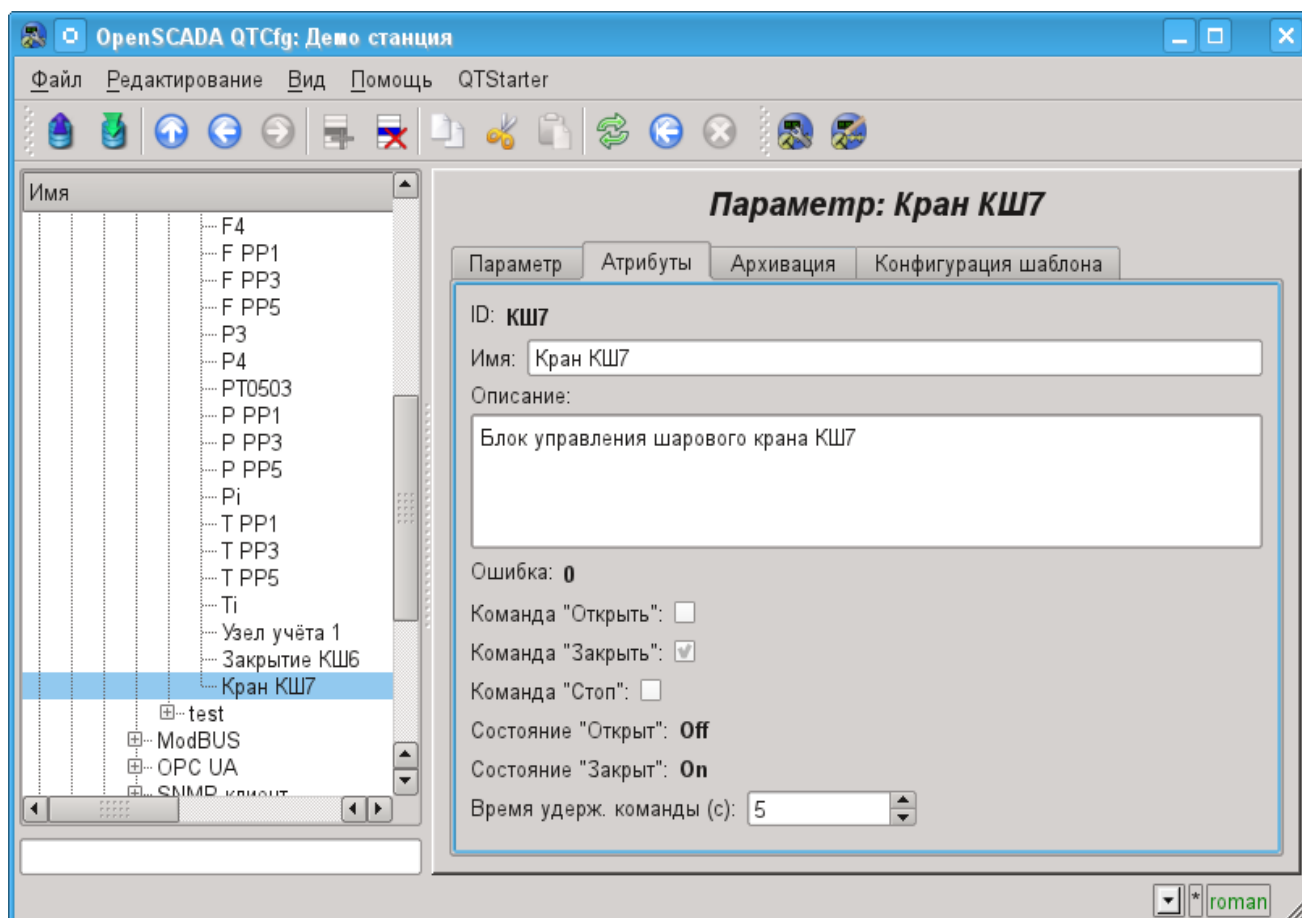 OpenSCADA QTCfg: Демо станция
Файл Редактирование Вид Помощь QTStarter
Имя
F4
F PP1
F PP3
F PP5
P3
P4
PT0503
P PP1
P PP3
P PP5
Pi
T PP1
T PP3
T PP5
Ti
Узел учёта 1
Закрытие КШ6
Кран КШ7
test
ModBUS
OPC UA
SNMP клиент
Параметр: Кран КШ7
Параметр Атрибуты Архивация Конфигурация шаблона
ID: КШ7
Имя: Кран КШ7
Описание:
Блок управления шарового крана КШ7
Ошибка: 0
Команда "Открыть":
Команда "Закрыть":
Команда "Стоп":
Состояние "Открыт": Off
Состояние "Закрыт": On
Время удерж. команды (с): 5
* roman